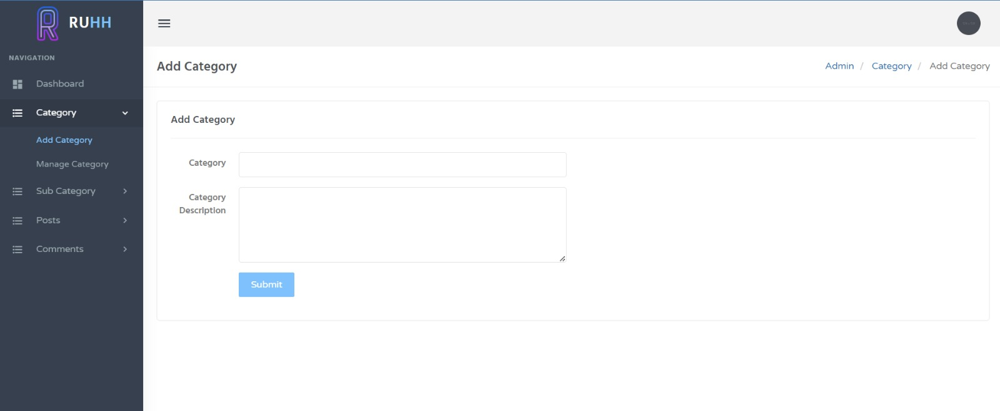 RUHH
NAVIGATION
Dashboard
Category
Add Category
Manage Category
Sub Category
Posts
Comments
Add Category
Admin / Category / Add Category
Add Category
Category
Category
Description
Submit